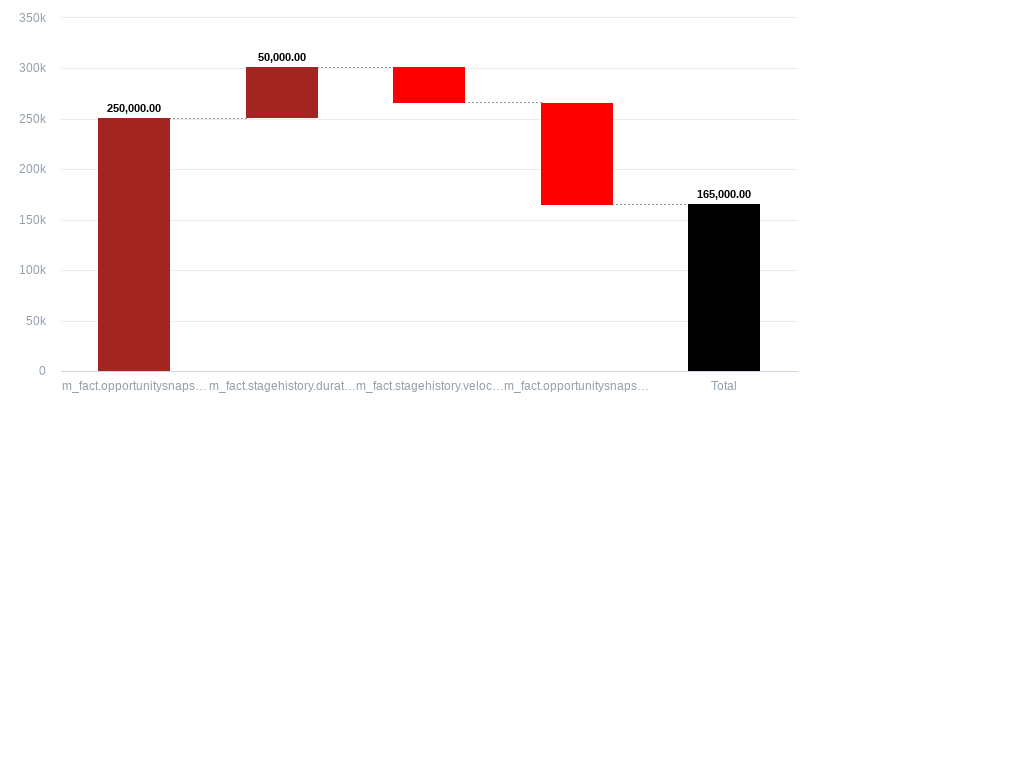 350k
300k
250k
200k
150k
100k
50k
0
250,000.00
50,000.00
165,000.00
m_fact.opportunitysnaps…
m_fact.stagehistory.durat…
m_fact.stagehistory.veloc…
m_fact.opportunitysnaps…
Total